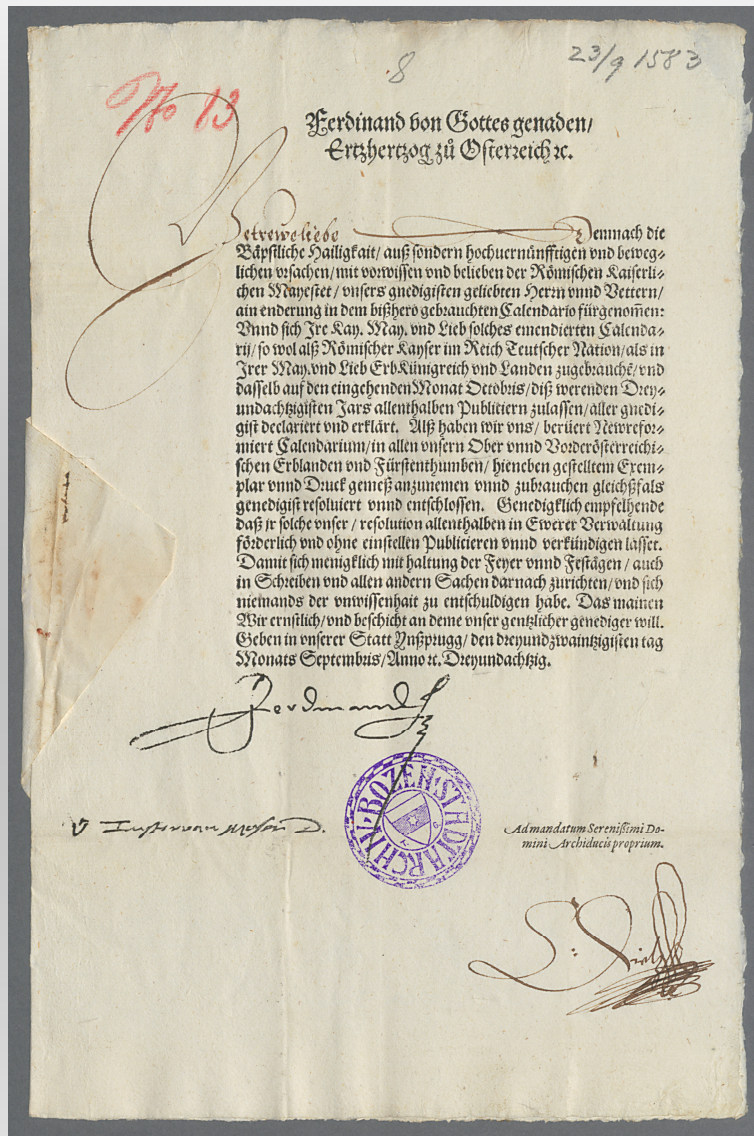 8
23/9 1583
No 13
Ferdinand von Gottes genaden/
Ertzhertzog zů Osterreich ꝛc.
Getrewe liebe Demnach die
Bäpstliche Hailigkait/ auß sondern hochuernünfftigen vnd beweg-
lichen vrsachen/ mit vorwissen vnd belieben der Römischen Kaiserli-
chen Mayestet/ vnsers gnedigisten geliebten Herrn vnnd Vettern/
ain enderung in dem bißhero gebrauchten Calendario fürgenom̄en:
Vnnd sich Ire Kay. May. vnd Lieb solches emendierten Calenda-
rij/ so wol alß Römischer Kayser im Reich Teutscher Nation/ als in
Irer May. vnd Lieb ErbKünigreich vnd Landen zugebrauchē/ vnd
dasselb auf den eingehenden Monat Octobris/ diß werenden Drey-
undachtzigisten Jars allenthalben Publiciern zulassen/ aller gnedi-
gist declariert vnd erklärt. Alß haben wir vns/ berüert Newrefor-
miert Calendarium/ in allen vnsern Ober vnnd Vorderösterreichi-
schen Erblanden vnd Fürstenthumben/ hieneben gestelltem Exem-
plar vnnd Druck gemeß anzunemen vnnd zubrauchen gleichßfals
genedigist resoluiert vnnd entschlossen. Genedigklich empfelhende
daß jr solche vnser/ resolution allenthalben in Ewerer Verwaltung
förderlich vnd ohne einstellen Publicieren vnnd verkündigen lasset.
Damit sich menigklich mit haltung der Feyer vnnd Festägen/ auch
in Schreiben vnd allen andern Sachen darnach zurichten/ vnd sich
niemands der vnwissenhait zu entschuldigen habe. Das mainen
Wir ernstlich/ vnd beschicht an deme vnser gentzlicher genediger will.
Geben in vnserer Statt Ynßprugg/ den dreyundzwaintzigisten tag
Monats Septembris/ Anno ꝛc. Dreyundachtzig.
Ferdinand
STADTARCHIV·BOZEN
Ad mandatum Serenissimi Do-
mini Archiducis proprium.